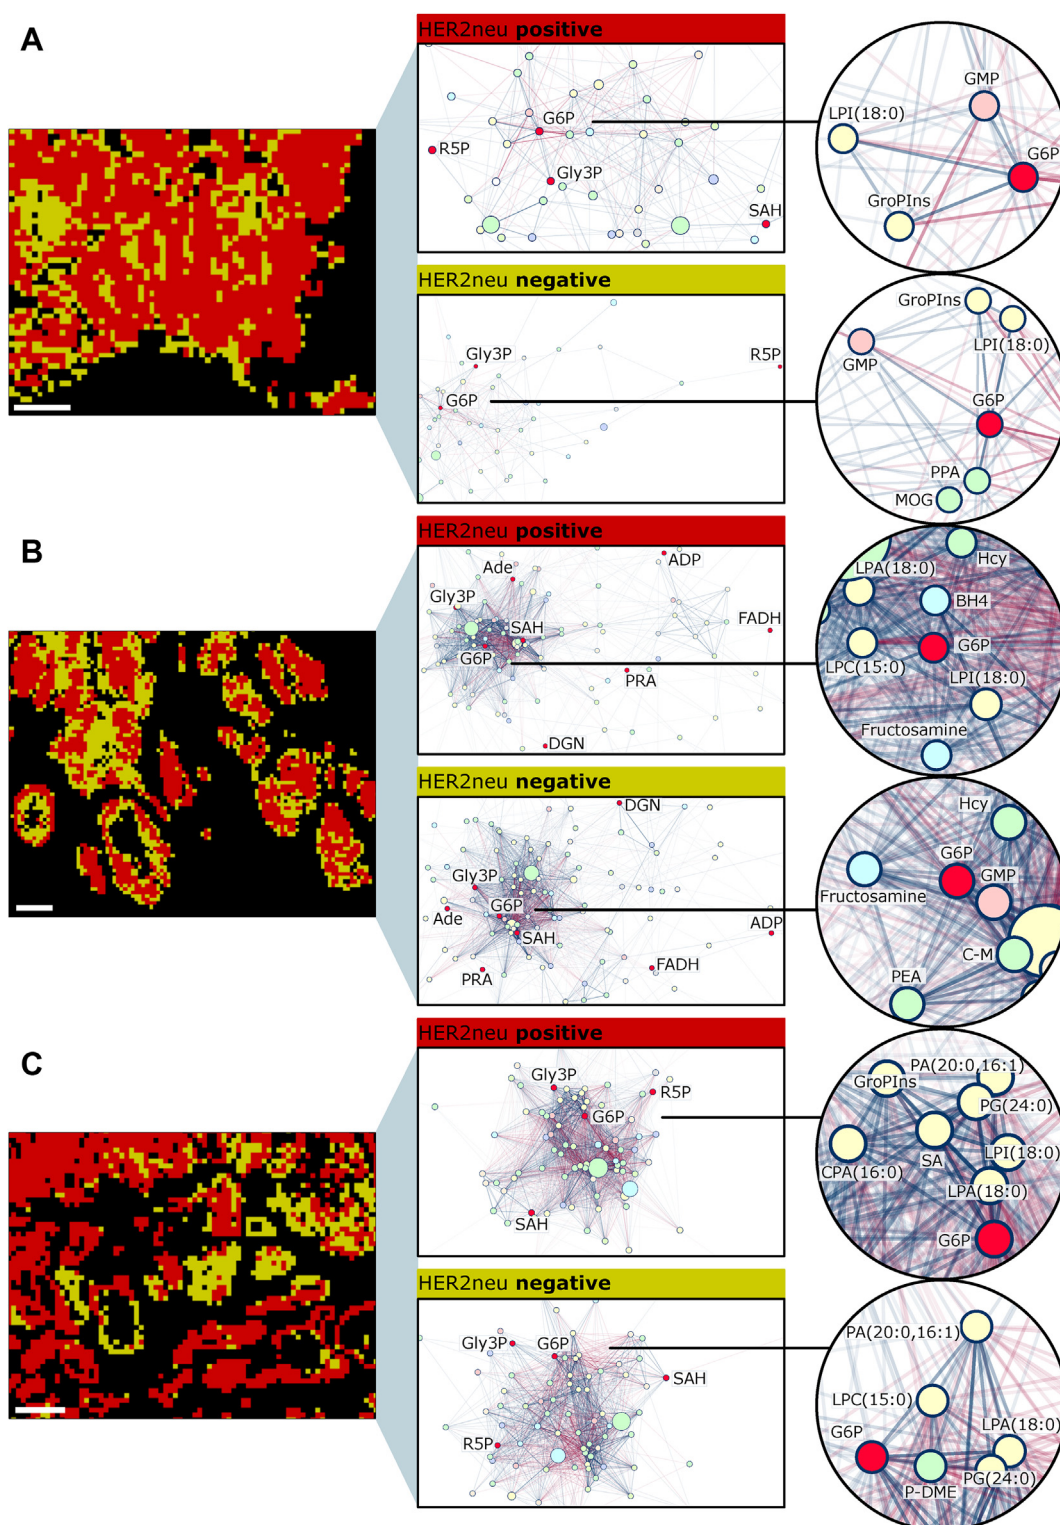 A
HER2neu positive
G6P
R5P
Gly3P
SAH
GMP
LPI(18:0)
G6P
GroPIns
HER2neu negative
Gly3P
R5P
G6P
GroPIns
LPI(18:0)
GMP
G6P
PPA
MOG
B
HER2neu positive
Ade
ADP
Gly3P
SAH
FADH
G6P
PRA
DGN
Hcy
LPA(18:0)
BH4
G6P
LPC(15:0)
LPI(18:0)
Fructosamine
HER2neu negative
DGN
Gly3P
G6P
Ade
SAH
ADP
FADH
PRA
Hcy
G6P
GMP
Fructosamine
C-M
PEA
C
HER2neu positive
Gly3P
R5P
G6P
SAH
PA(20:0,16:1)
GroPIns
PG(24:0)
SA
LPI(18:0)
CPA(16:0)
LPA(18:0)
G6P
HER2neu negative
Gly3P
G6P
SAH
R5P
PA(20:0,16:1)
LPC(15:0)
LPA(18:0)
G6P
PG(24:0)
P-DME